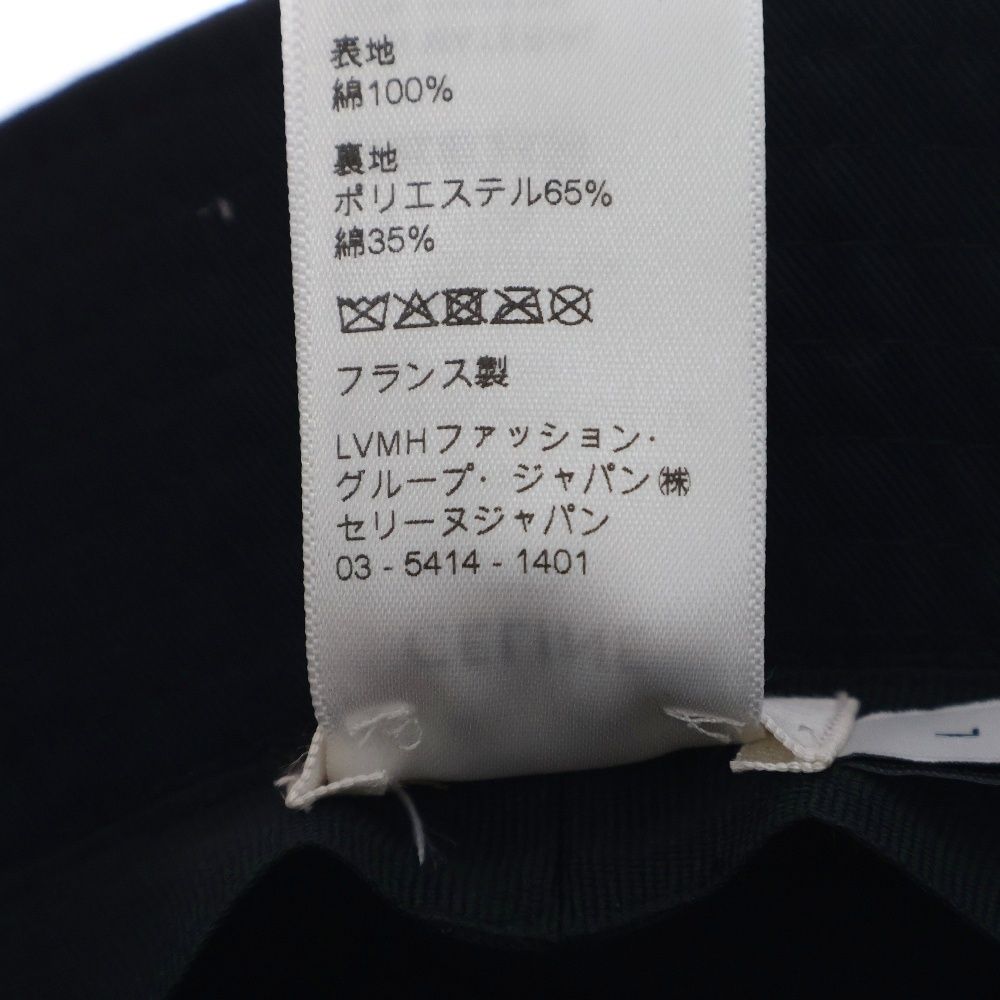 表地
綿100%
裏地
ポリエステル65%
綿35%
フランス製
LVMHファッション・
グループ・ジャパン㈱
セリーヌジャパン
03 - 5414 - 1401
L